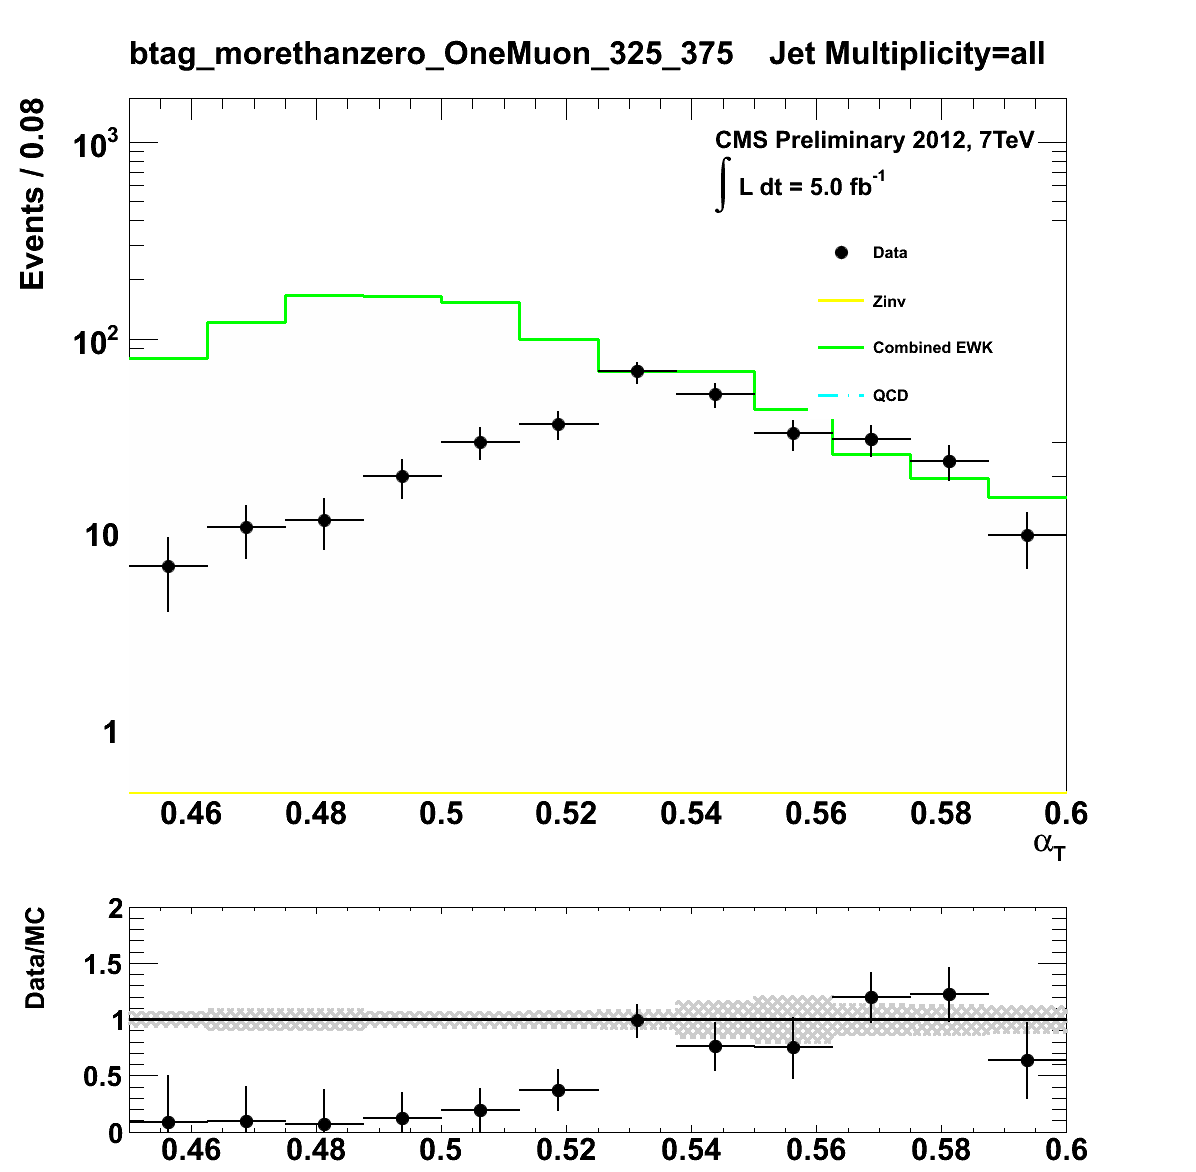 btag_morethanzero_OneMuon_325_375 Jet Multiplicity=all
Events / 0.08
10³
CMS Preliminary 2012, 7TeV
∫ L dt = 5.0 fb⁻¹
Data
Zinv
10²
Combined EWK
QCD
10
1
0.46 0.48 0.5 0.52 0.54 0.56 0.58 0.6
α_T
Data/MC
2
1.5
1
0.5
0
0.46 0.48 0.5 0.52 0.54 0.56 0.58 0.6